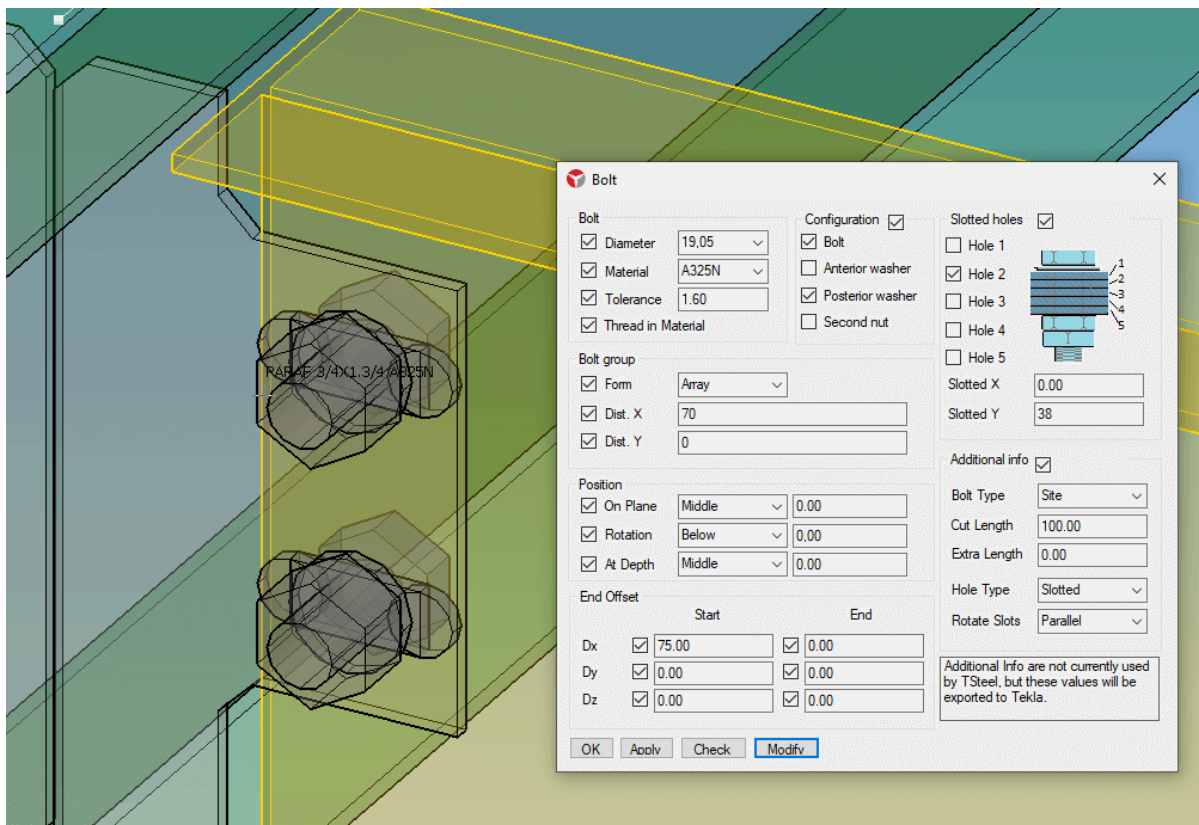 PARAF 3/4X1.3/4 A325N
Bolt
Bolt
Diameter 19,05
Material A325N
Tolerance 1.60
Thread in Material
Configuration
Bolt
Anterior washer
Posterior washer
Second nut
Slotted holes
Hole 1
Hole 2
Hole 3
Hole 4
Hole 5
1
2
3
4
5
Slotted X 0.00
Slotted Y 38
Bolt group
Form Array
Dist. X 70
Dist. Y 0
Position
On Plane Middle 0.00
Rotation Below 0,00
At Depth Middle 0.00
End Offset
Start End
Dx 75.00 0.00
Dy 0.00 0.00
Dz 0.00 0.00
Additional info
Bolt Type Site
Cut Length 100.00
Extra Length 0.00
Hole Type Slotted
Rotate Slots Parallel
Additional Info are not currently used
by TSteel, but these values will be
exported to Tekla.
OK Apply Check Modify